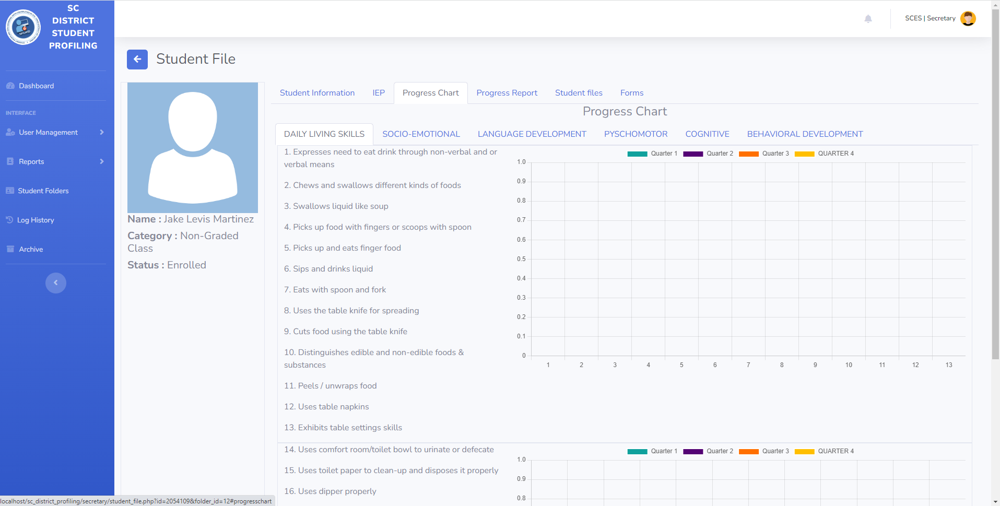 SC
DISTRICT
STUDENT
PROFILING
Dashboard
INTERFACE
User Management
Reports
Student Folders
Log History
Archive
SCES | Secretary
Student File
Name : Jake Levis Martinez
Category : Non-Graded
Class
Status : Enrolled
Student Information
IEP
Progress Chart
Progress Report
Student files
Forms
Progress Chart
DAILY LIVING SKILLS
SOCIO-EMOTIONAL
LANGUAGE DEVELOPMENT
PYSCHOMOTOR
COGNITIVE
BEHAVIORAL DEVELOPMENT
1. Expresses need to eat drink through non-verbal and or
verbal means
2. Chews and swallows different kinds of foods
3. Swallows liquid like soup
4. Picks up food with fingers or scoops with spoon
5. Picks up and eats finger food
6. Sips and drinks liquid
7. Eats with spoon and fork
8. Uses the table knife for spreading
9. Cuts food using the table knife
10. Distinguishes edible and non-edible foods &
substances
11. Peels / unwraps food
12. Uses table napkins
13. Exhibits table settings skills
Quarter 1 Quarter 2 Quarter 3 QUARTER 4
1.0
0.9
0.8
0.7
0.6
0.5
0.4
0.3
0.2
0.1
0
1 2 3 4 5 6 7 8 9 10 11 12 13
14. Uses comfort room/toilet bowl to urinate or defecate
15. Uses toilet paper to clean-up and disposes it properly
16. Uses dipper properly
Quarter 1 Quarter 2 Quarter 3 QUARTER 4
1.0
0.9
0.8
localhost/sc_district_profiling/secretary/student_file.php?id=2054109&folder_id=12#progresschart